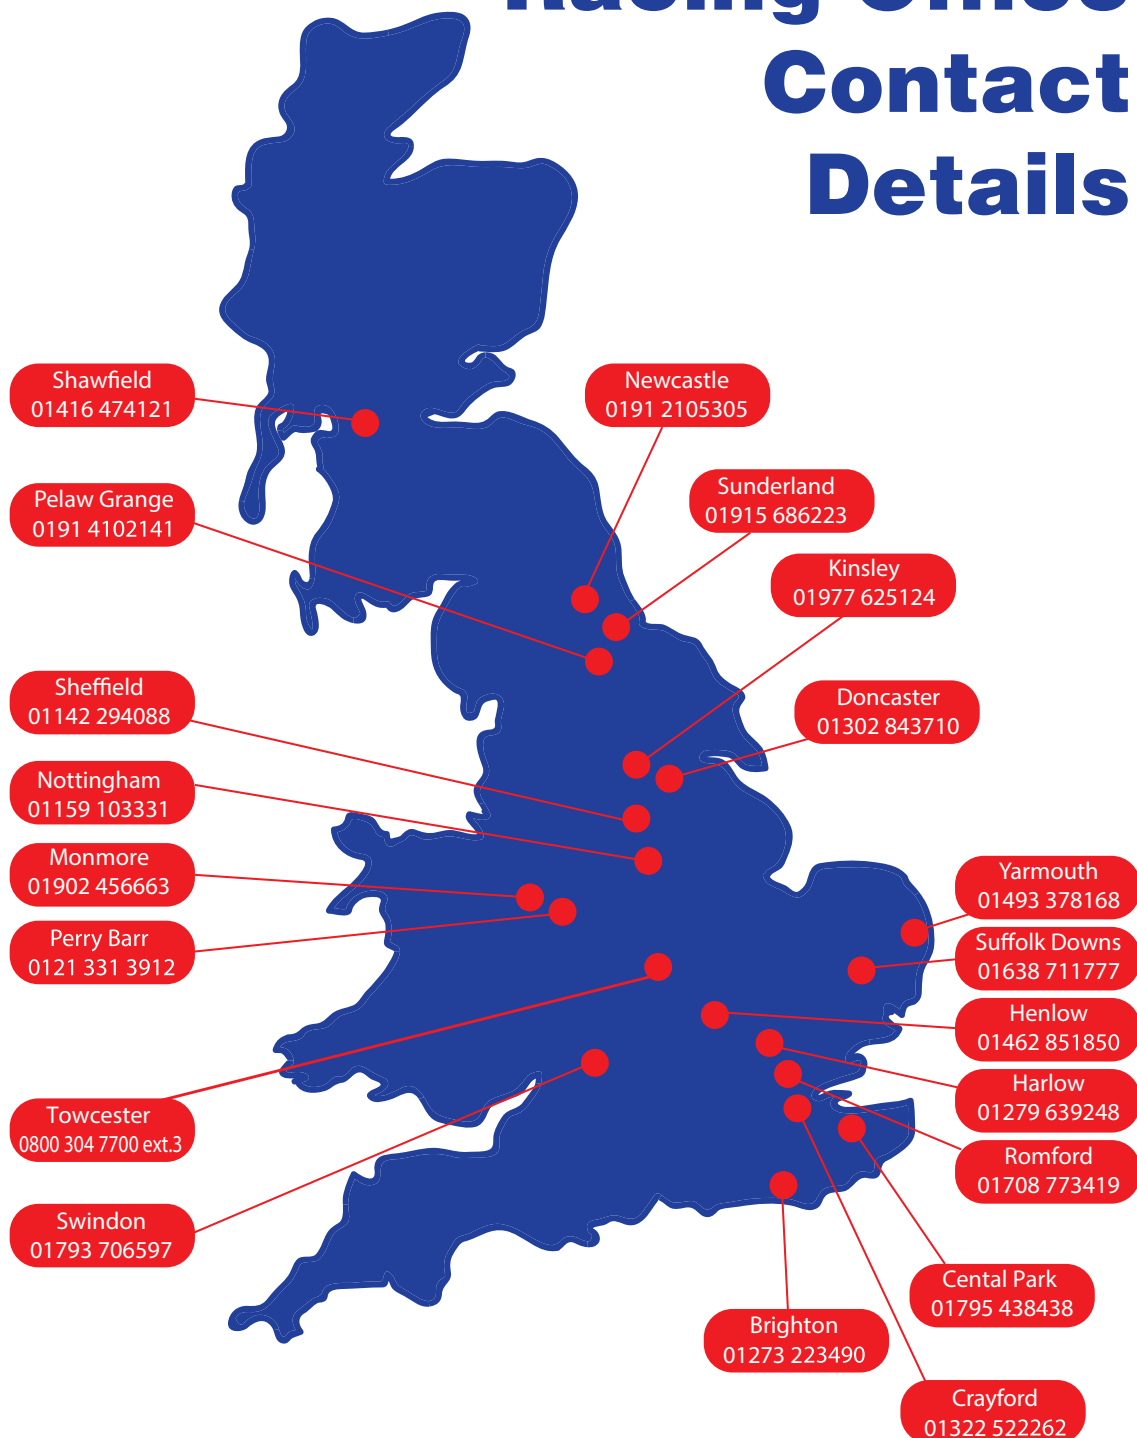 Racing Office
Contact
Details
Shawfield
01416 474121
Newcastle
0191 2105305
Sunderland
01915 686223
Pelaw Grange
0191 4102141
Kinsley
01977 625124
Sheffield
01142 294088
Doncaster
01302 843710
Nottingham
01159 103331
Monmore
01902 456663
Yarmouth
01493 378168
Perry Barr
0121 331 3912
Suffolk Downs
01638 711777
Henlow
01462 851850
Harlow
01279 639248
Towcester
0800 304 7700 ext.3
Romford
01708 773419
Swindon
01793 706597
Cental Park
01795 438438
Brighton
01273 223490
Crayford
01322 522262